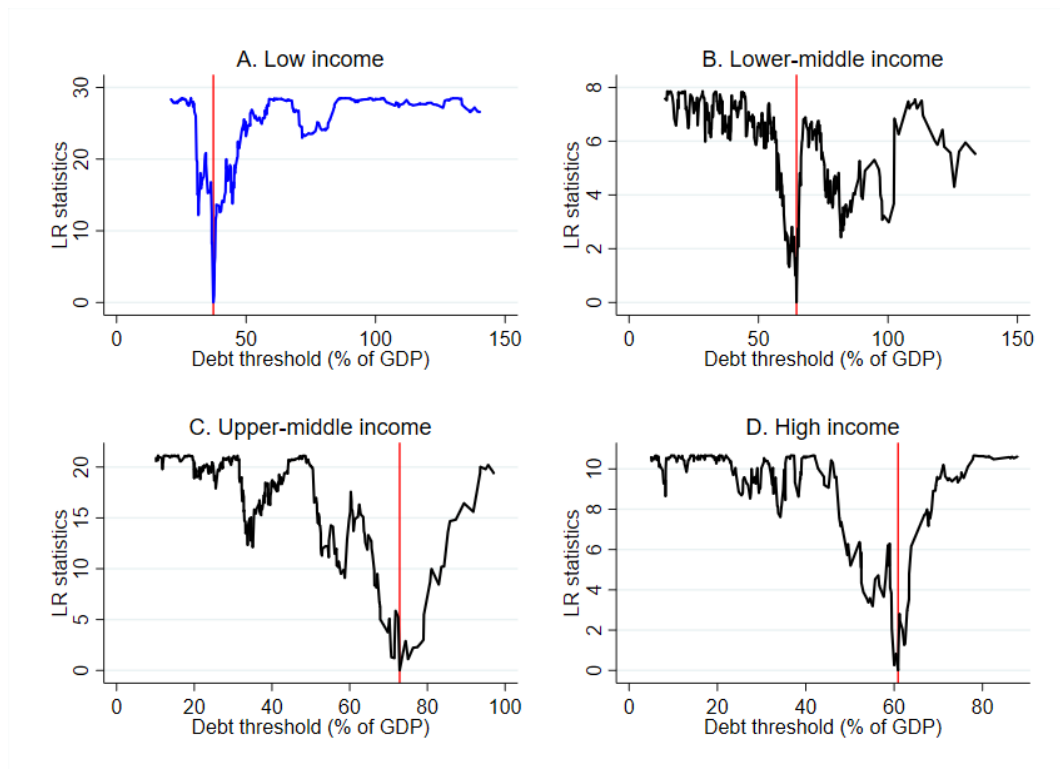 A. Low income
LR statistics
30
20
10
0
0 50 100 150
Debt threshold (% of GDP)
B. Lower-middle income
LR statistics
8
6
4
2
0
0 50 100 150
Debt threshold (% of GDP)
C. Upper-middle income
LR statistics
20
15
10
5
0
0 20 40 60 80 100
Debt threshold (% of GDP)
D. High income
LR statistics
10
8
6
4
2
0
0 20 40 60 80
Debt threshold (% of GDP)